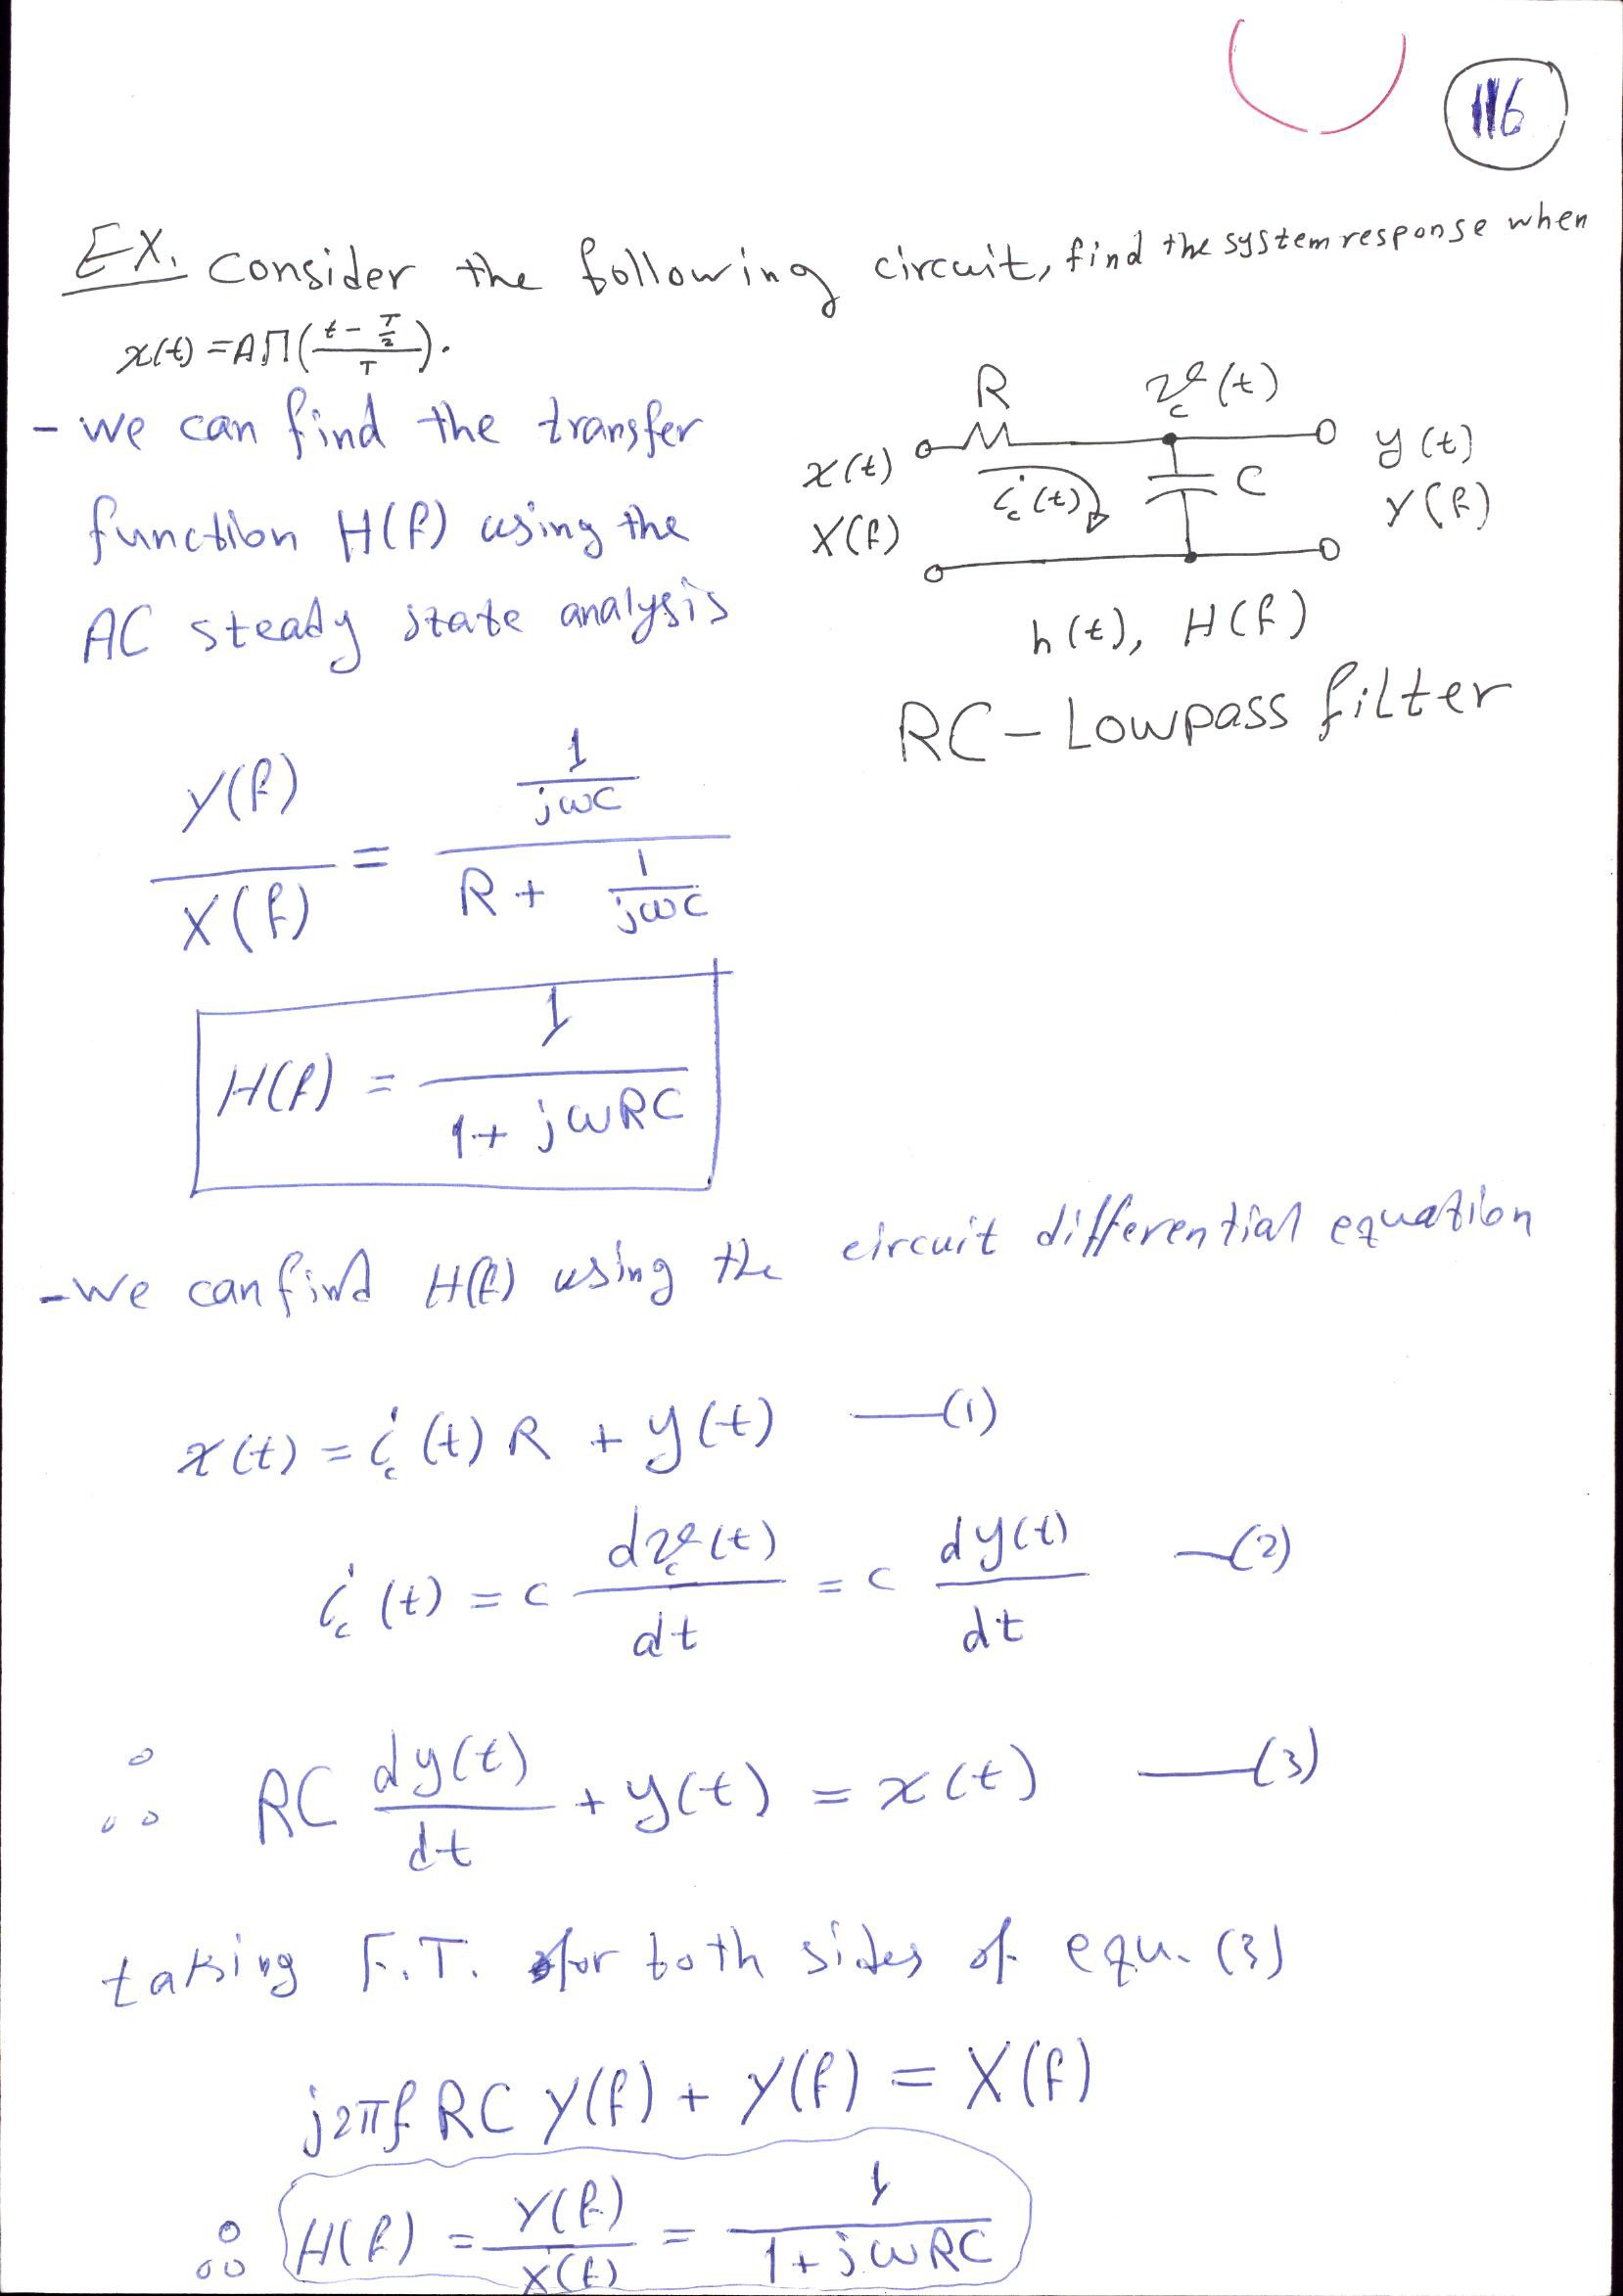 116
EX. Consider the following circuit, find the system response when
x(t) = AΠ((t - T/2)/T).
- we can find the transfer
function H(f) using the
AC steady state analysis
R
v_c(t)
x(t)
X(f)
i_c(t)
C
y(t)
Y(f)
h(t), H(f)
RC-Lowpass filter
Y(f)/X(f) = (1/jωC)/(R + 1/jωC)
H(f) = 1/(1 + jωRC)
- we can find H(f) using the circuit differential equation
x(t) = i_c(t) R + y(t) —(1)
i_c(t) = c dv_c(t)/dt = c dy(t)/dt —(2)
∴ RC dy(t)/dt + y(t) = x(t) —(3)
taking F.T. for both sides of equ. (3)
j2πf RC Y(f) + Y(f) = X(f)
∴ H(f) = Y(f)/X(f) = 1/(1 + jωRC)